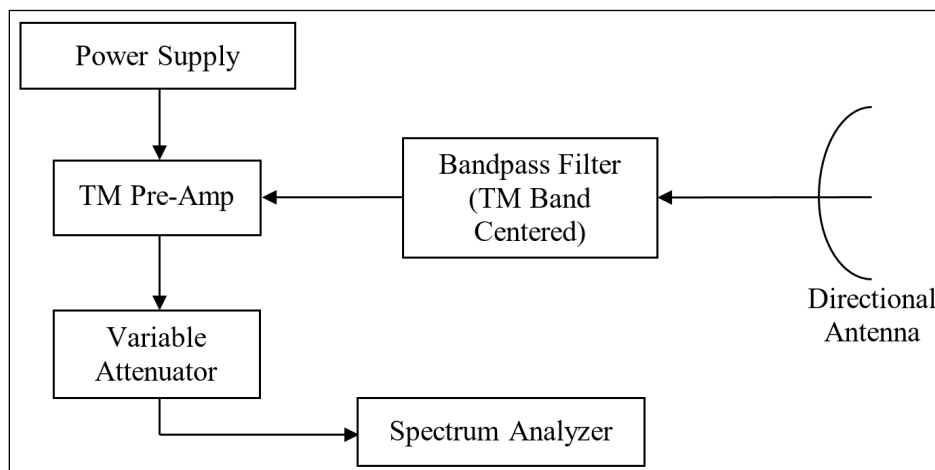 Power Supply
TM Pre-Amp
Bandpass Filter
(TM Band
Centered)
Directional
Antenna
Variable
Attenuator
Spectrum Analyzer